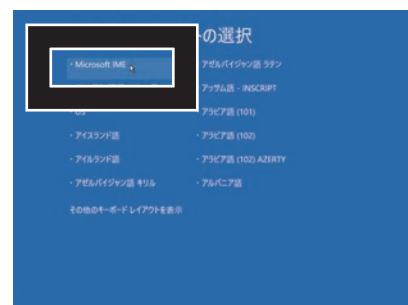 の選択
・Microsoft IME
・アゼルバイジャン語 ラテン
・アッサム語 - INSCRIPT
・アラビア語 (101)
・アイスランド語
・アラビア語 (102)
・アイルランド語
・アラビア語 (102) AZERTY
・アゼルバイジャン語 キリル
・アルバニア語
その他のキーボード レイアウトを表示